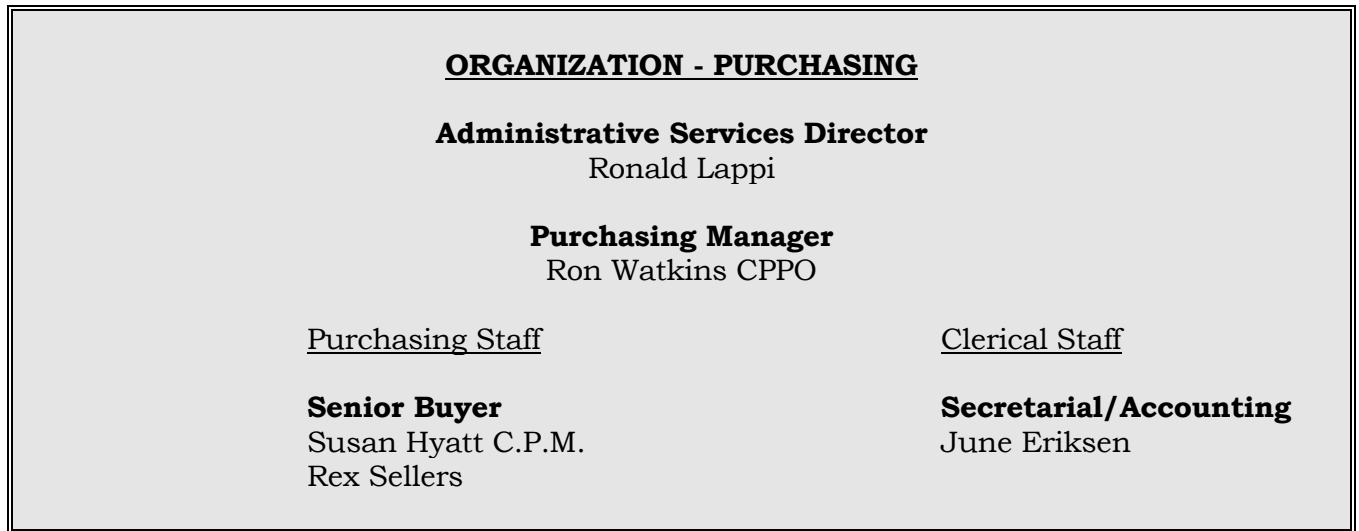 ORGANIZATION - PURCHASING
Administrative Services Director
Ronald Lappi
Purchasing Manager
Ron Watkins CPPO
Purchasing Staff
Clerical Staff
Senior Buyer
Secretarial/Accounting
Susan Hyatt C.P.M.
June Eriksen
Rex Sellers